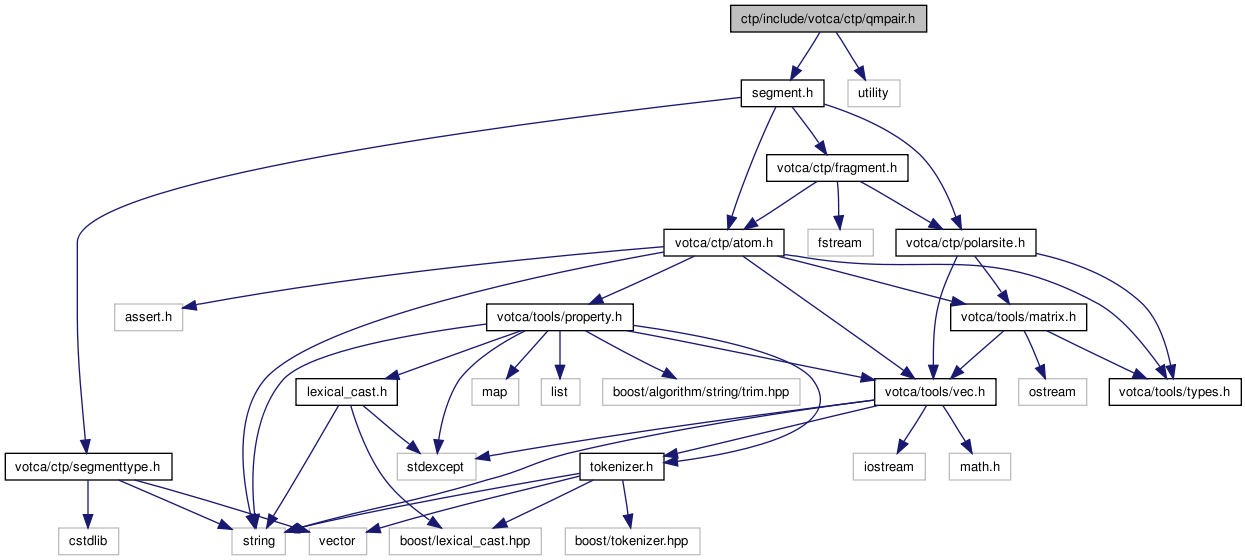 ctp/include/votca/ctp/qmpair.h
segment.h
utility
votca/ctp/fragment.h
votca/ctp/atom.h
fstream
votca/ctp/polarsite.h
assert.h
votca/tools/property.h
votca/tools/matrix.h
lexical_cast.h
map
list
boost/algorithm/string/trim.hpp
votca/tools/vec.h
ostream
votca/tools/types.h
votca/ctp/segmenttype.h
stdexcept
tokenizer.h
iostream
math.h
cstdlib
string
vector
boost/lexical_cast.hpp
boost/tokenizer.hpp